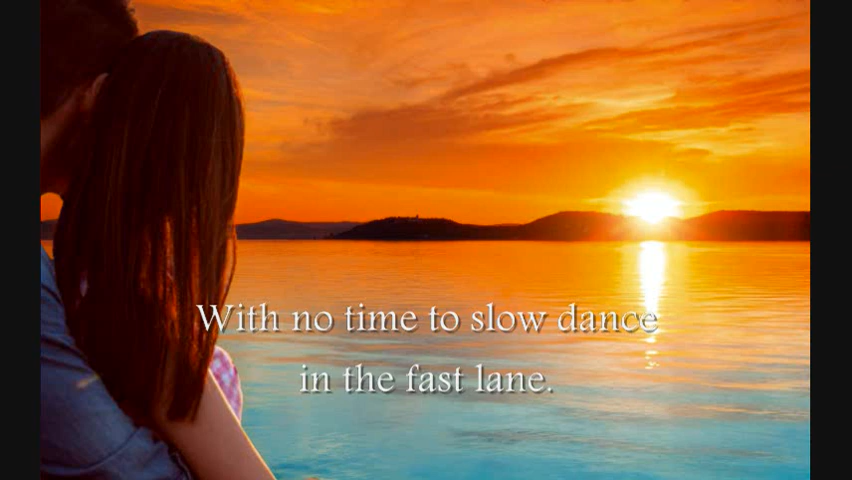 With no time to slow dance
in the fast lane.